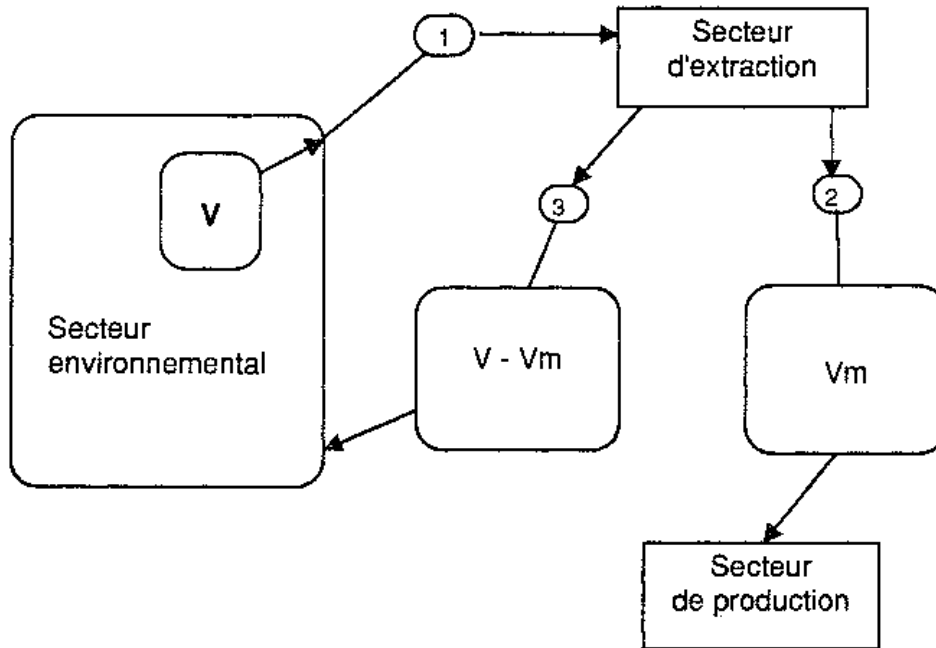 1
Secteur
d'extraction
V
3
2
Secteur
environnemental
V - Vm
Vm
Secteur
de production